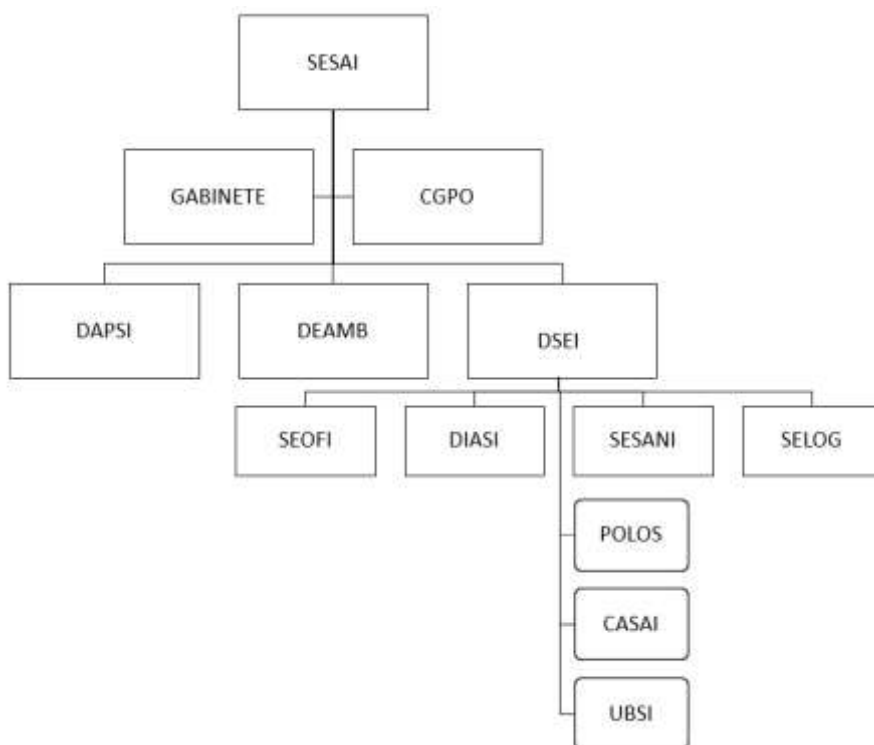 SESAI
GABINETE
CGPO
DAPSI
DEAMB
DSEI
SEOFI
DIASI
SESANI
SELOG
POLOS
CASAI
UBSI